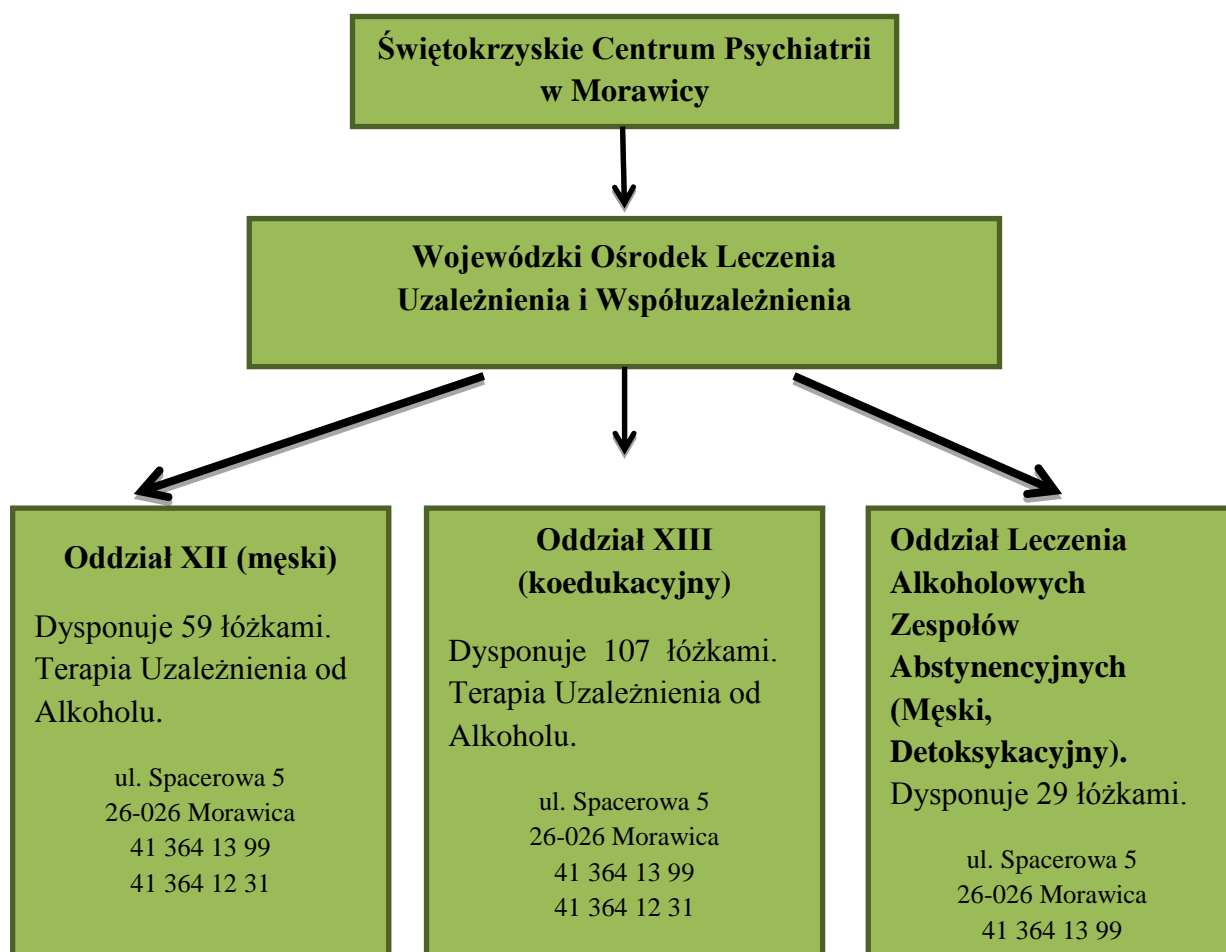 Świętokrzyskie Centrum Psychiatrii
w Morawicy
Wojewódzki Ośrodek Leczenia
Uzależnienia i Współuzależnienia
Oddział XII (męski)
Dysponuje 59 łóżkami.
Terapia Uzależnienia od
Alkoholu.
ul. Spacerowa 5
26-026 Morawica
41 364 13 99
41 364 12 31
Oddział XIII
(koedukacyjny)
Dysponuje 107 łóżkami.
Terapia Uzależnienia od
Alkoholu.
ul. Spacerowa 5
26-026 Morawica
41 364 13 99
41 364 12 31
Oddział Leczenia
Alkoholowych
Zespołów
Abstynencyjnych
(Męski,
Detoksykacyjny).
Dysponuje 29 łóżkami.
ul. Spacerowa 5
26-026 Morawica
41 364 13 99